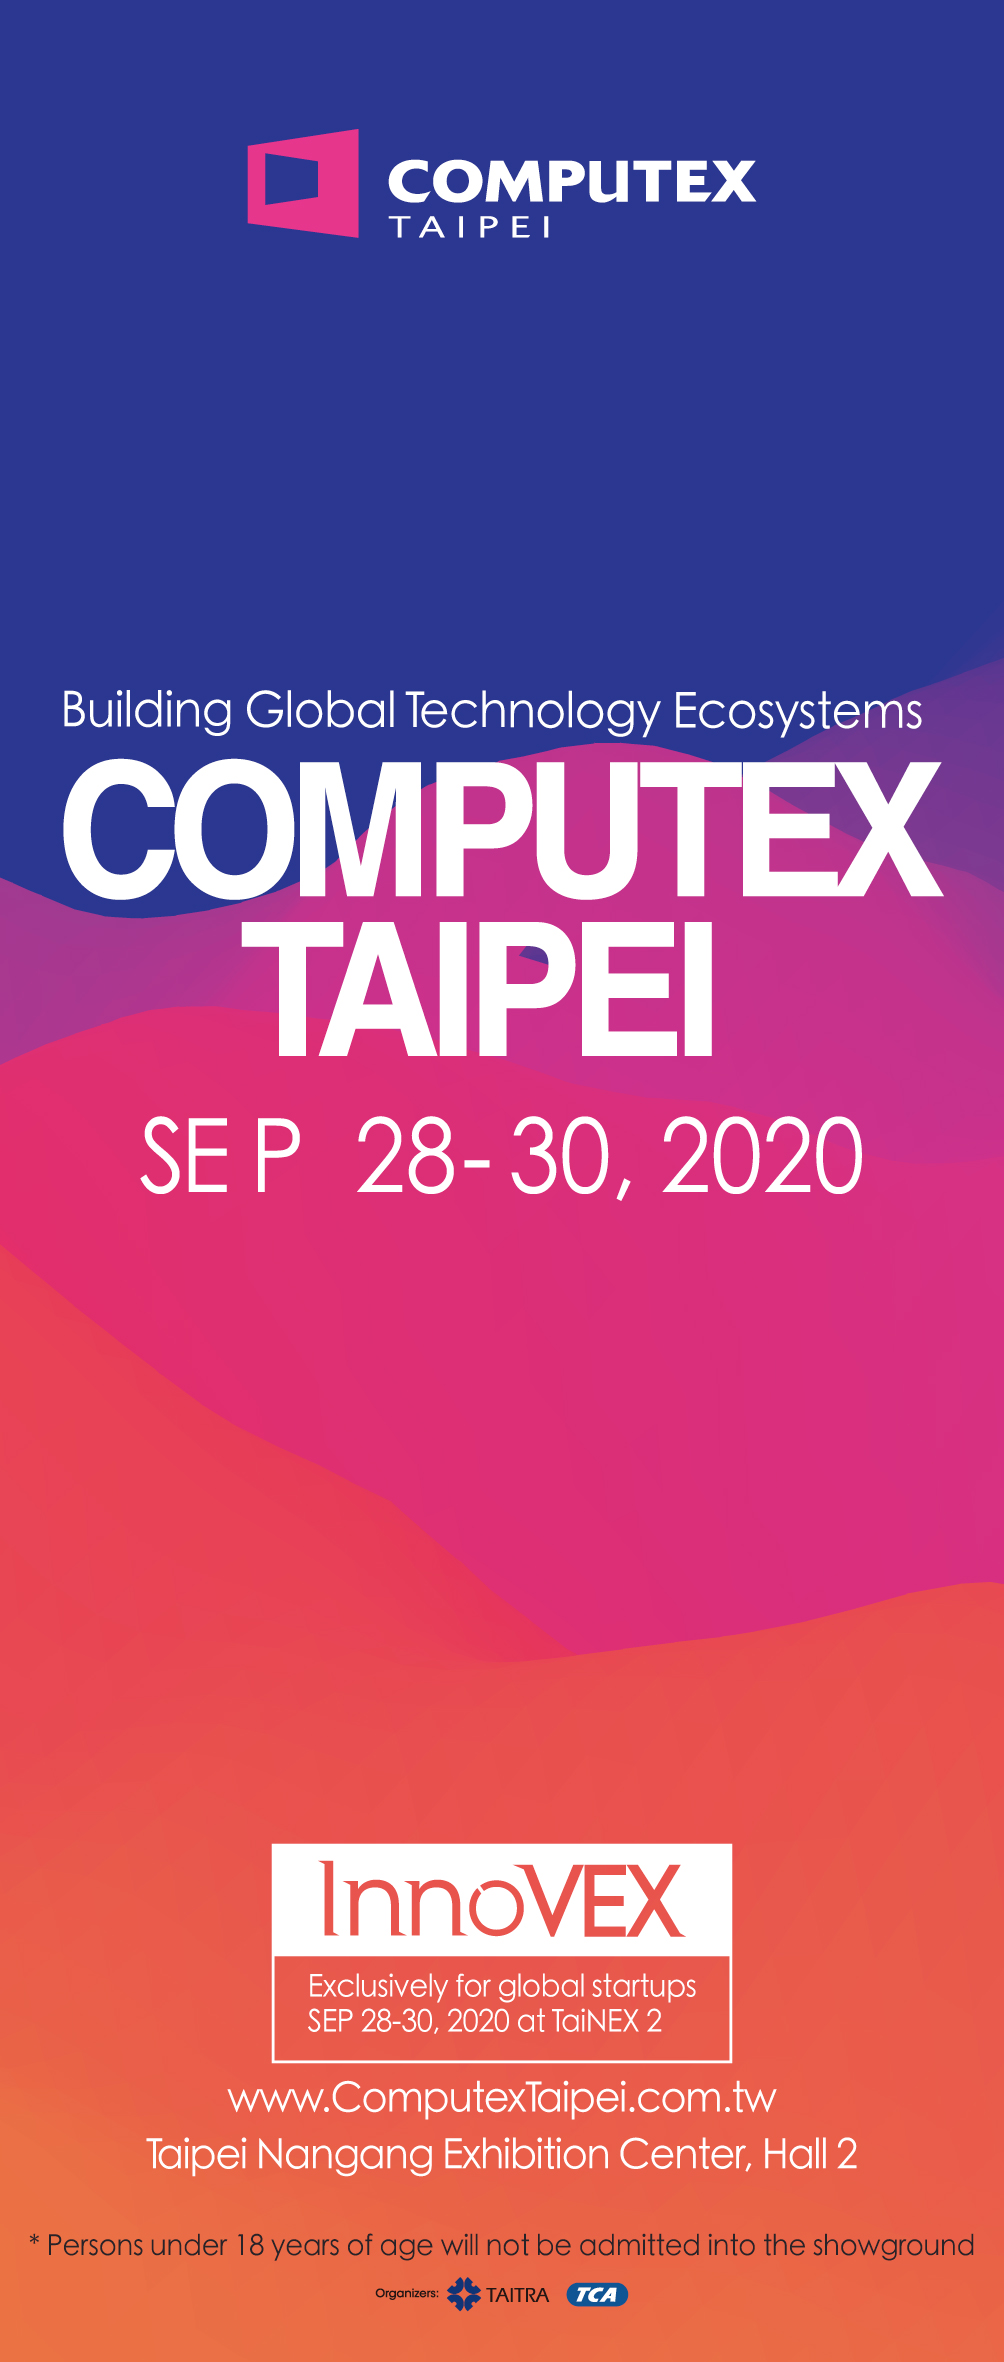 COMPUTEX
TAIPEI
Building Global Technology Ecosystems
COMPUTEX
TAIPEI
SEP 28-30, 2020
InnoVEX
Exclusively for global startups
SEP 28-30, 2020 at TaiNEX 2
www.ComputexTaipei.com.tw
Taipei Nangang Exhibition Center, Hall 2
* Persons under 18 years of age will not be admitted into the showground
Organizers: TAITRA TCA